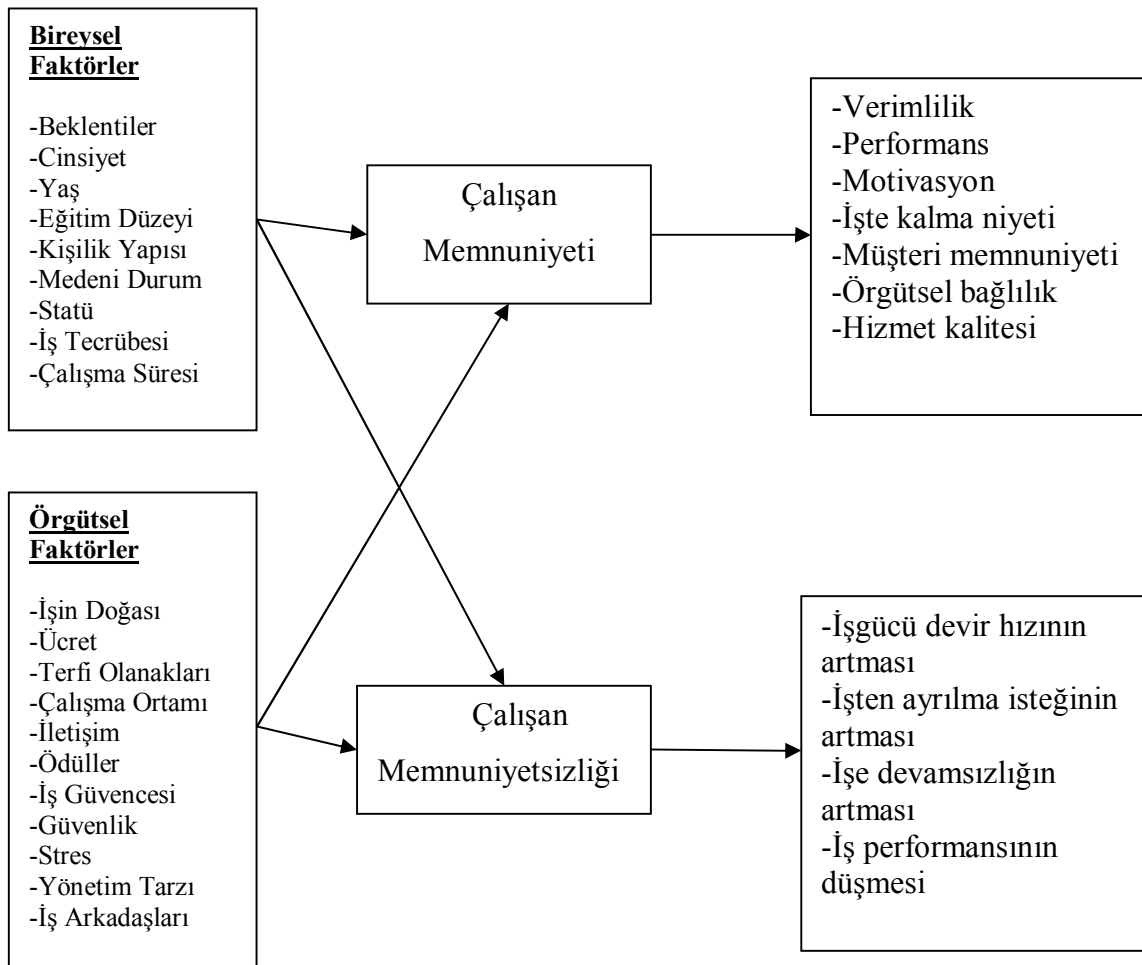 Bireysel
Faktörler
-Beklentiler
-Cinsiyet
-Yaş
-Eğitim Düzeyi
-Kişilik Yapısı
-Medeni Durum
-Statü
-İş Tecrübesi
-Çalışma Süresi
Örgütsel
Faktörler
-İşin Doğası
-Ücret
-Terfi Olanakları
-Çalışma Ortamı
-İletişim
-Ödüller
-İş Güvencesi
-Güvenlik
-Stres
-Yönetim Tarzı
-İş Arkadaşları
Çalışan
Memnuniyeti
Çalışan
Memnuniyetsizliği
-Verimlilik
-Performans
-Motivasyon
-İşte kalma niyeti
-Müşteri memnuniyeti
-Örgütsel bağlılık
-Hizmet kalitesi
-İşgücü devir hızının
artması
-İşten ayrılma isteğinin
artması
-İşe devamsızlığın
artması
-İş performansının
düşmesi